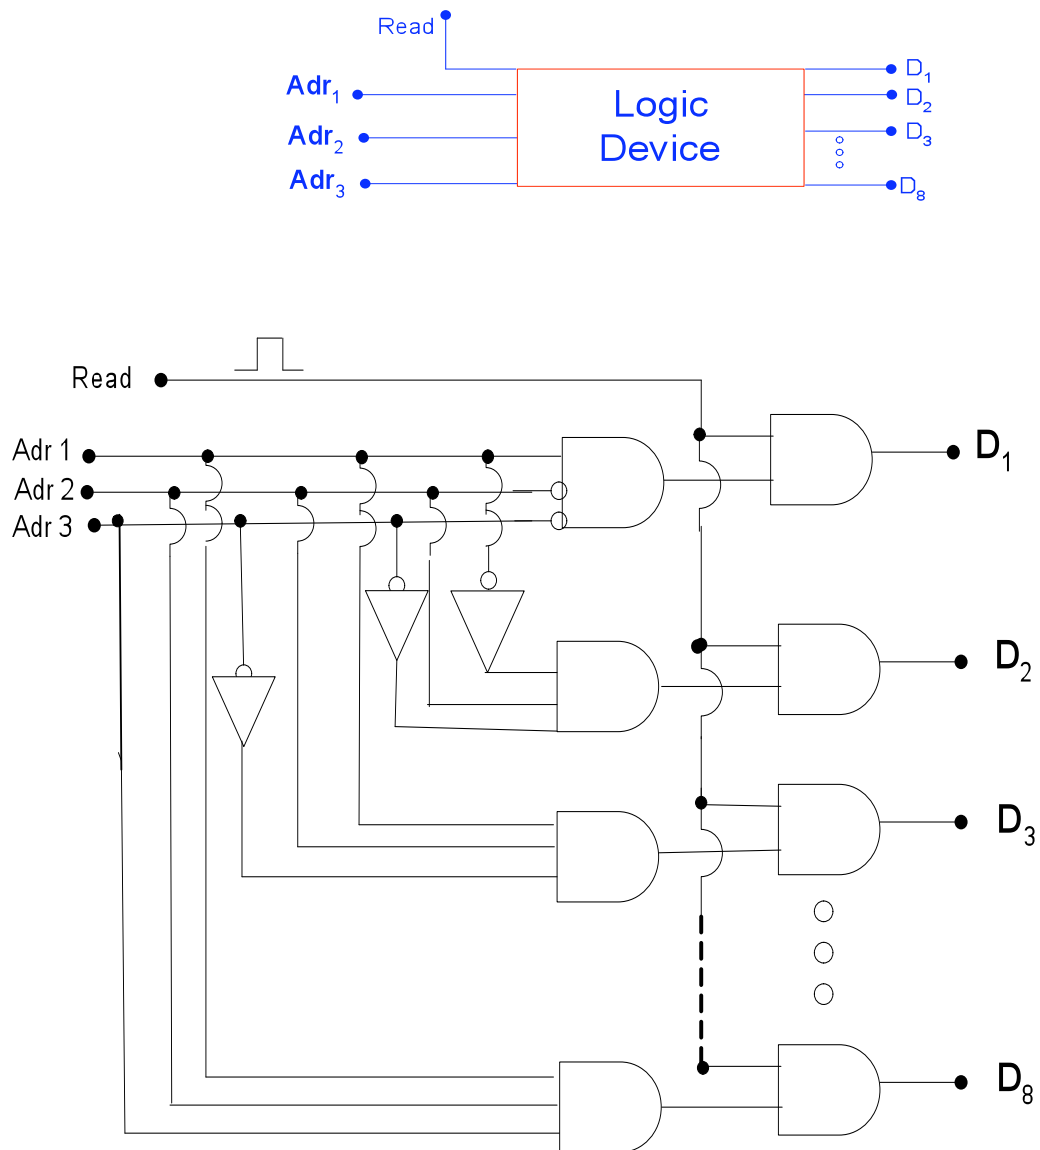 Read
D1
Adr1
Logic
D2
Adr2
Device
D3
Adr3
D8
Read
Adr 1
D1
Adr 2
Adr 3
D2
D3
D8